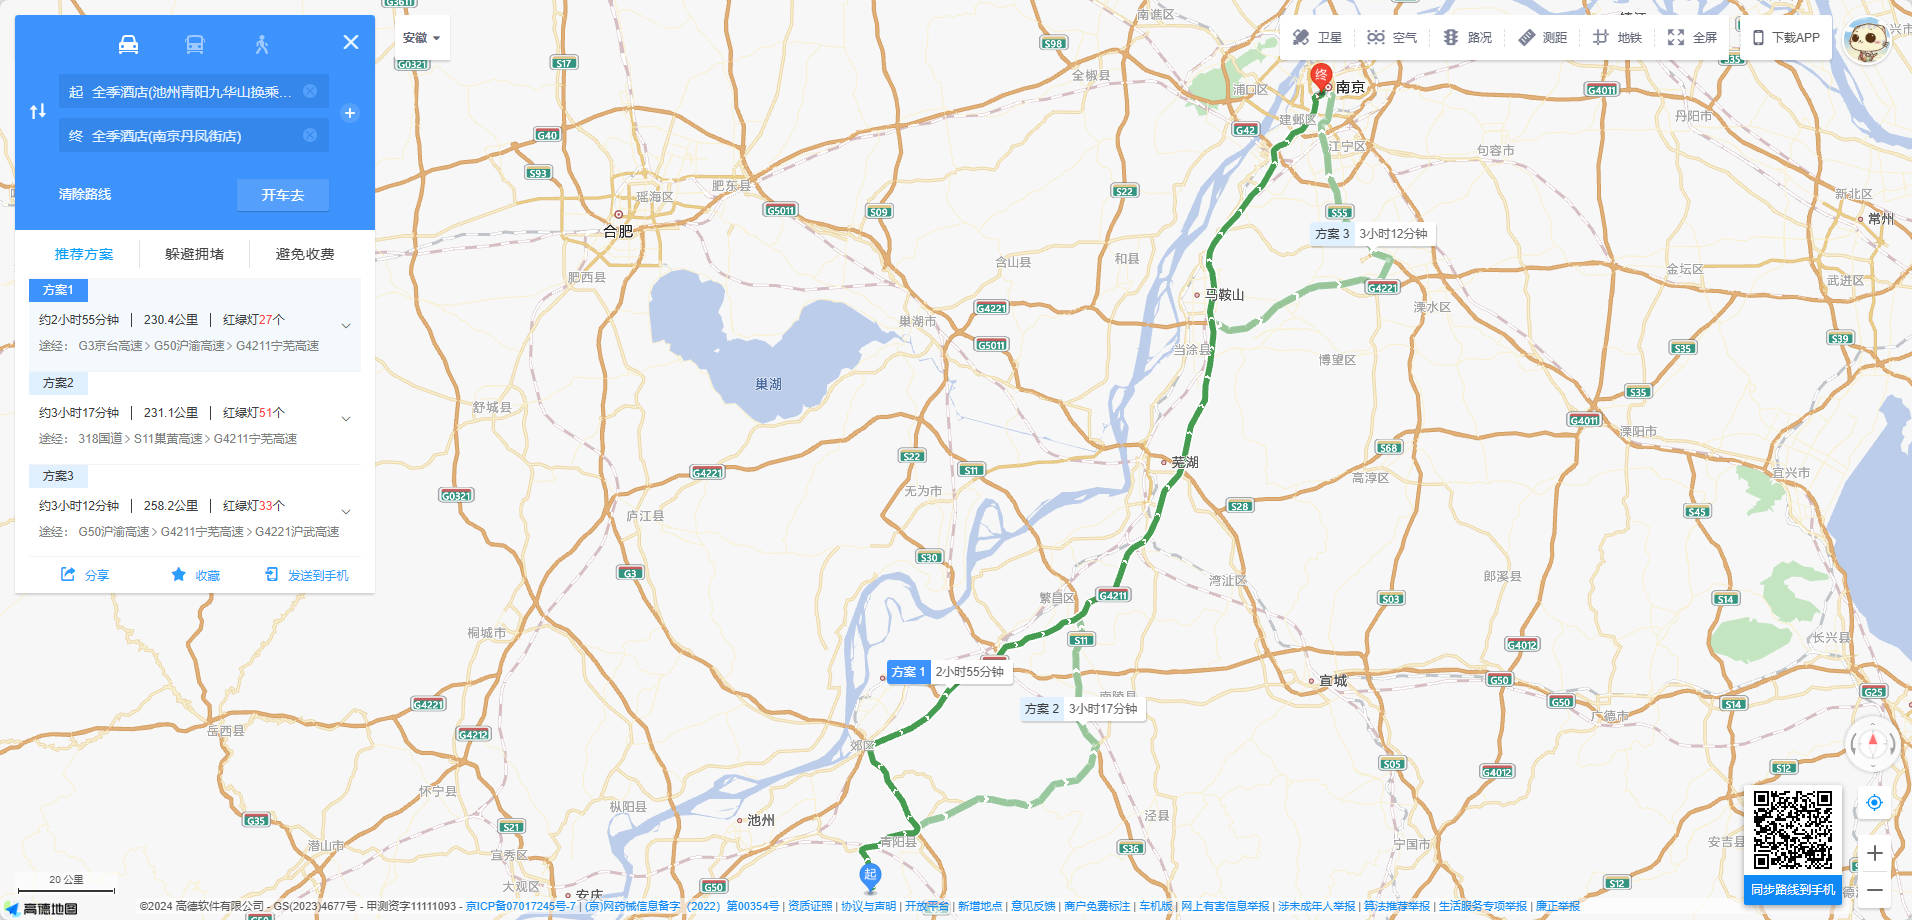 起 全季酒店(池州青阳九华山换乘...
终 全季酒店(南京丹凤街店)
清除路线
开车去
推荐方案 躲避拥堵 避免收费
方案1
约2小时55分钟 | 230.4公里 | 红绿灯27个
途经： G3京台高速 > G50沪渝高速 > G4211宁芜高速
方案2
约3小时17分钟 | 231.1公里 | 红绿灯51个
途经： 318国道 > S11巢黄高速 > G4211宁芜高速
方案3
约3小时12分钟 | 258.2公里 | 红绿灯33个
途经： G50沪渝高速 > G4211宁芜高速 > G4221沪武高速
分享 收藏 发送到手机
安徽
卫星 空气 路况 测距 地铁 全屏 下载APP
南谯区
S98
G0321
S17
全椒县
浦口区
终
南京
G4011
丹阳市
G40
G42
建邺区
江宁区
句容市
S93
肥东县
瑶海区
S22
新北区
G5011
S09
S55
常州
合肥
方案 3 3小时12分钟
肥西县
含山县
和县
金坛区
武进区
G4221
马鞍山
G4221
溧水区
巢湖市
G5011
当涂县
博望区
S35
S39
巢湖
舒城县
S35
G4011
溧阳市
S68
S22
S11
芜湖
G4221
高淳区
宜兴市
G0321
无为市
S28
S45
庐江县
S30
G3
湾沚区
郎溪县
繁昌区
G4211
S03
S14
桐城市
S11
G4012
长兴县
方案 1 2小时55分钟
宣城
G50
G25
南陵县
方案 2 3小时17分钟
G4221
G50
S14
广德市
岳西县
G4212
郊区
S05
G4012
S12
怀宁县
枞阳县
池州
泾县
G35
S21
青阳县
S36
宁国市
安吉县
潜山市
宜秀区
起
大观区
安庆
G50
S12
同步路线到手机
20 公里
高德地图
©2024 高德软件有限公司 - GS(2023)4677号 - 甲测资字11111093 - 京ICP备07017245号-7 | (京)网药械信息备字（2022）第00354号 | 资质证照 | 协议与声明 | 开放平台 | 新增地点 | 意见反馈 | 商户免费标注 | 车机版 | 网上有害信息举报 | 涉未成年人举报 | 算法推荐举报 | 生活服务专项举报 | 廉正举报